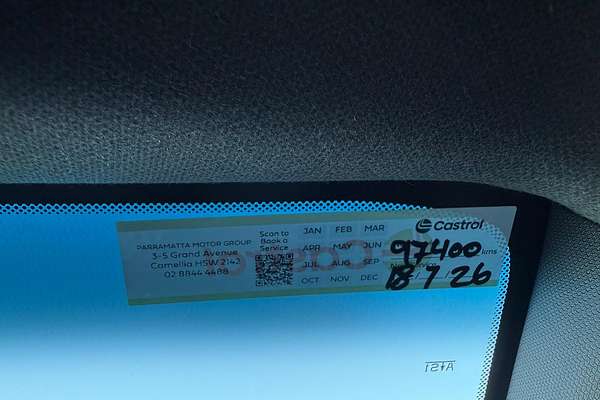 PARRAMATTA MOTOR GROUP
3-5 Grand Avenue
Camellia NSW 2142
02 8844 4488
Scan to
Book a
Service
JAN FEB MAR
APR MAY JUN
JUL AUG SEP
OCT NOV DEC
Castrol
97400 kms
18 7 26